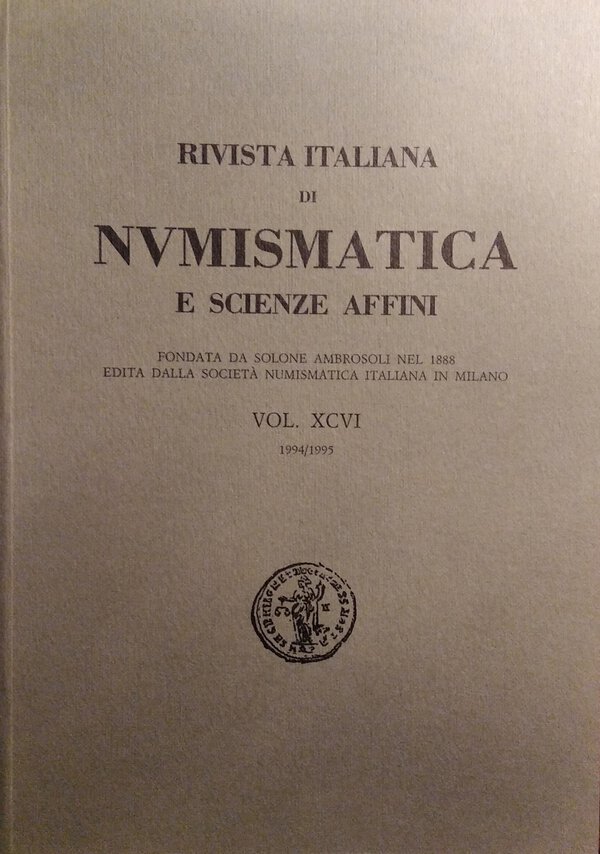 RIVISTA ITALIANA
DI
NVMISMATICA
E SCIENZE AFFINI
FONDATA DA SOLONE AMBROSOLI NEL 1888
EDITA DALLA SOCIETÀ NUMISMATICA ITALIANA IN MILANO
VOL. XCVI
1994/1995